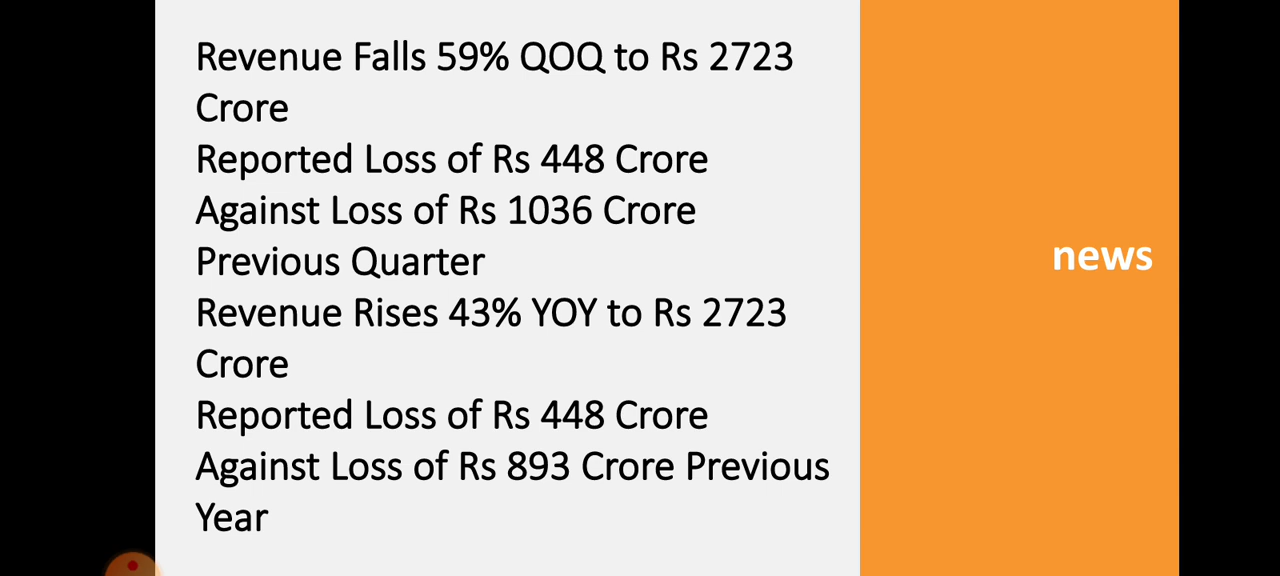 Revenue Falls 59% QOQ to Rs 2723
Crore
Reported Loss of Rs 448 Crore
Against Loss of Rs 1036 Crore
Previous Quarter
Revenue Rises 43% YOY to Rs 2723
Crore
Reported Loss of Rs 448 Crore
Against Loss of Rs 893 Crore Previous
Year
news